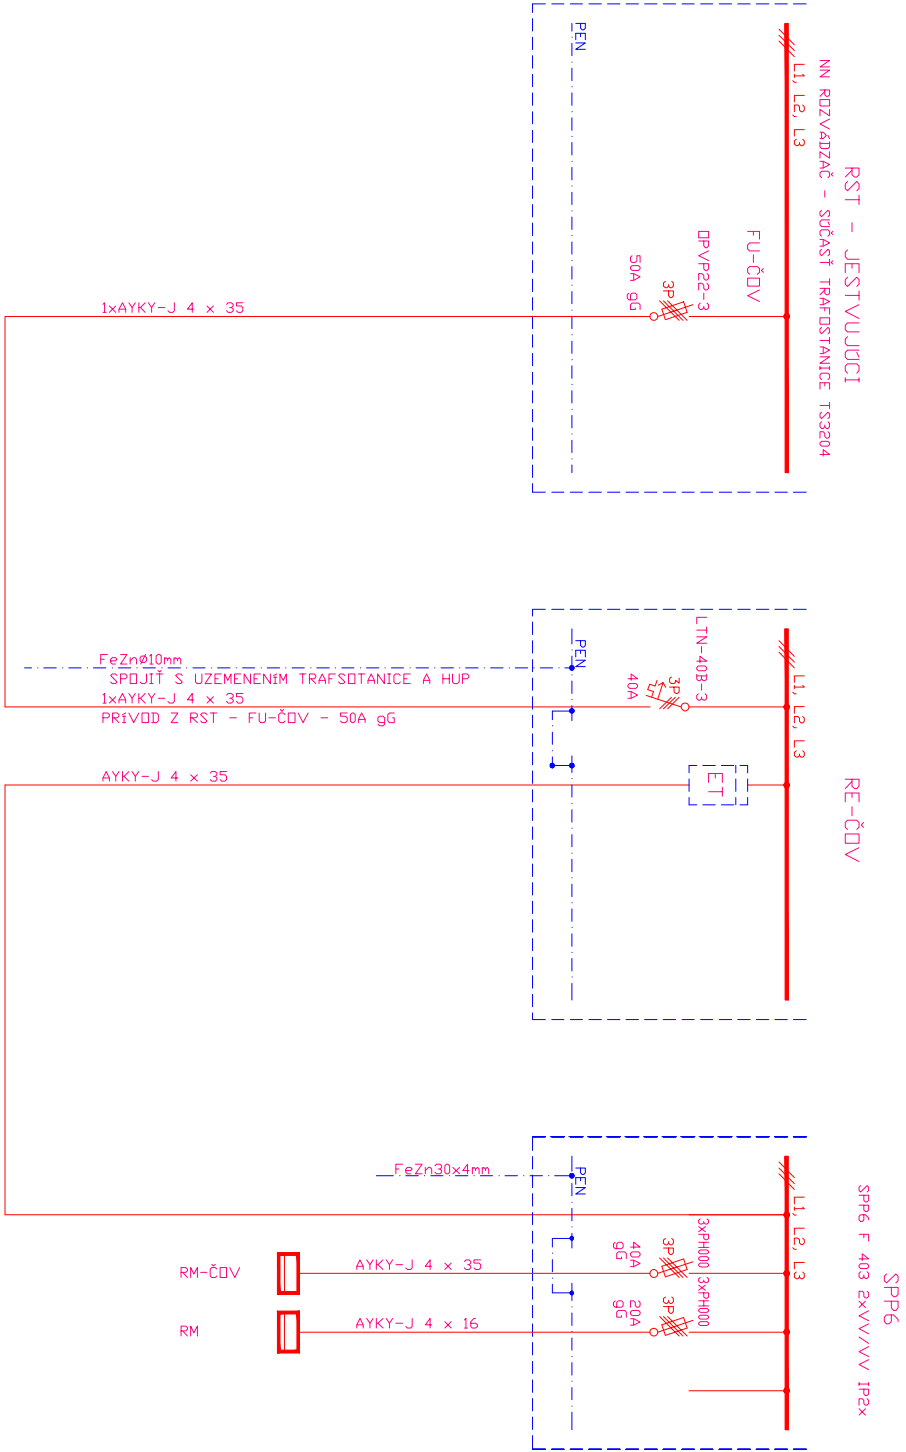 RST - JESTVUJÚCI
NN ROZVÁDZAČ - SÚČASŤ TRAFOSTANICE TS3204
L1, L2, L3
FU-ČOV
OPVP22-3
3P
50A gG
PEN
1xAYKY-J 4 x 35
RE-ČOV
L1, L2, L3
LTN-40B-3
3P
40A
ET
PEN
FeZnø10mm
SPOJIŤ S UZEMENENÍM TRAFSOTANICE A HUP
1xAYKY-J 4 x 35
PRÍVOD Z RST - FU-ČOV - 50A gG
AYKY-J 4 x 35
SPP6
SPP6 F 403 2xVV/VV IP2x
L1, L2, L3
3xPH000
3P
40A
gG
3xPH000
3P
20A
gG
PEN
FeZn30x4mm
AYKY-J 4 x 35
RM-ČOV
AYKY-J 4 x 16
RM